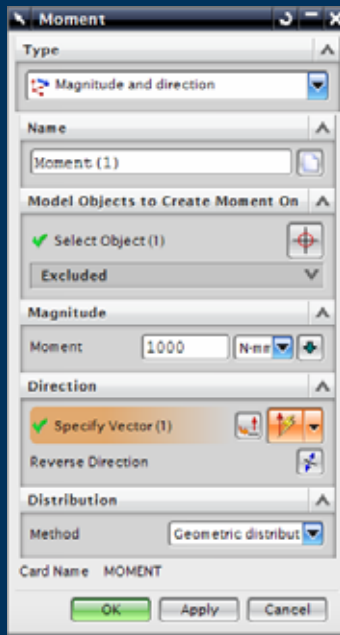 Moment
Type
Magnitude and direction
Name
Moment (1)
Model Objects to Create Moment On
Select Object (1)
Excluded
Magnitude
Moment 1000 N-mm
Direction
Specify Vector (1)
Reverse Direction
Distribution
Method Geometric distribut
Card Name MOMENT
OK Apply Cancel